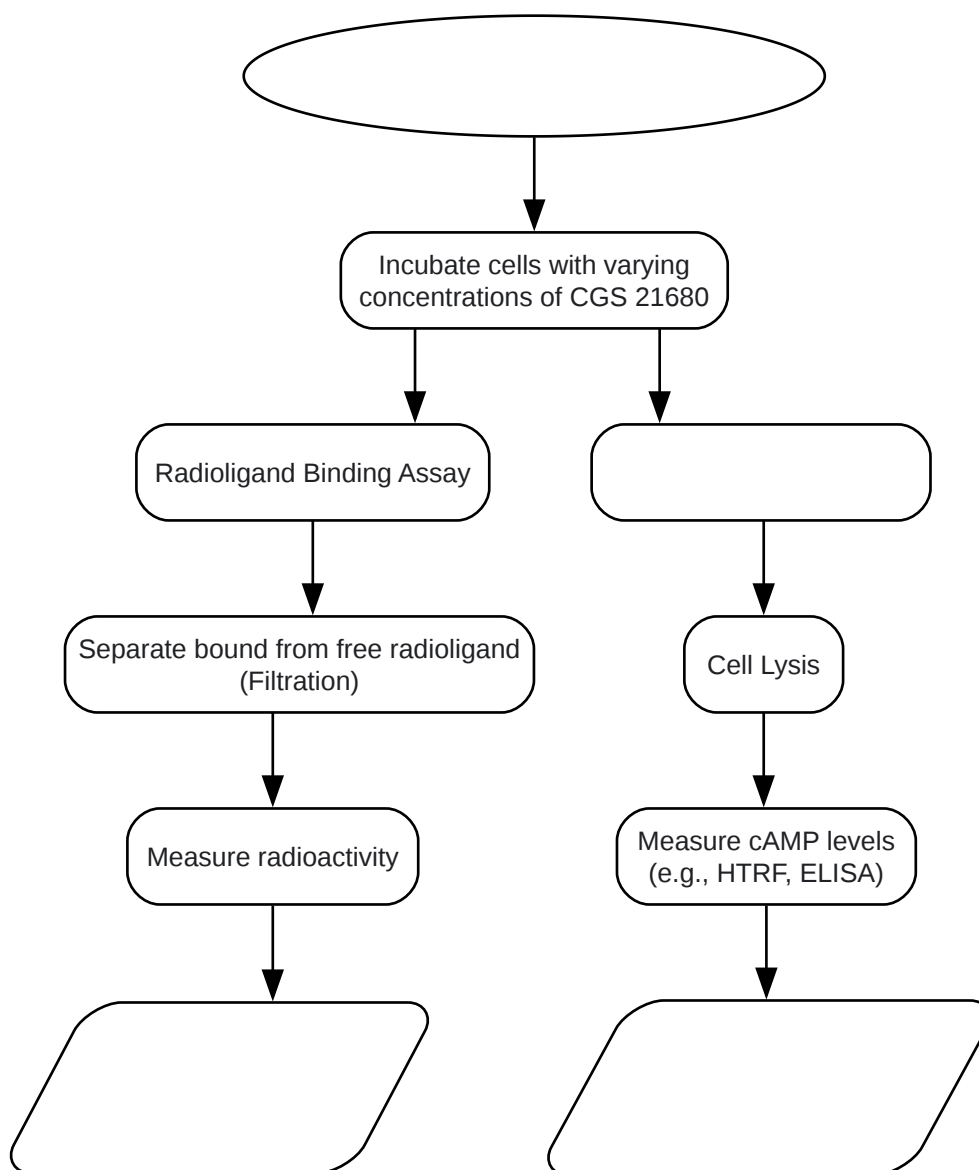 Incubate cells with varying
concentrations of CGS 21680
Radioligand Binding Assay
Separate bound from free radioligand
(Filtration)
Cell Lysis
Measure radioactivity
Measure cAMP levels
(e.g., HTRF, ELISA)